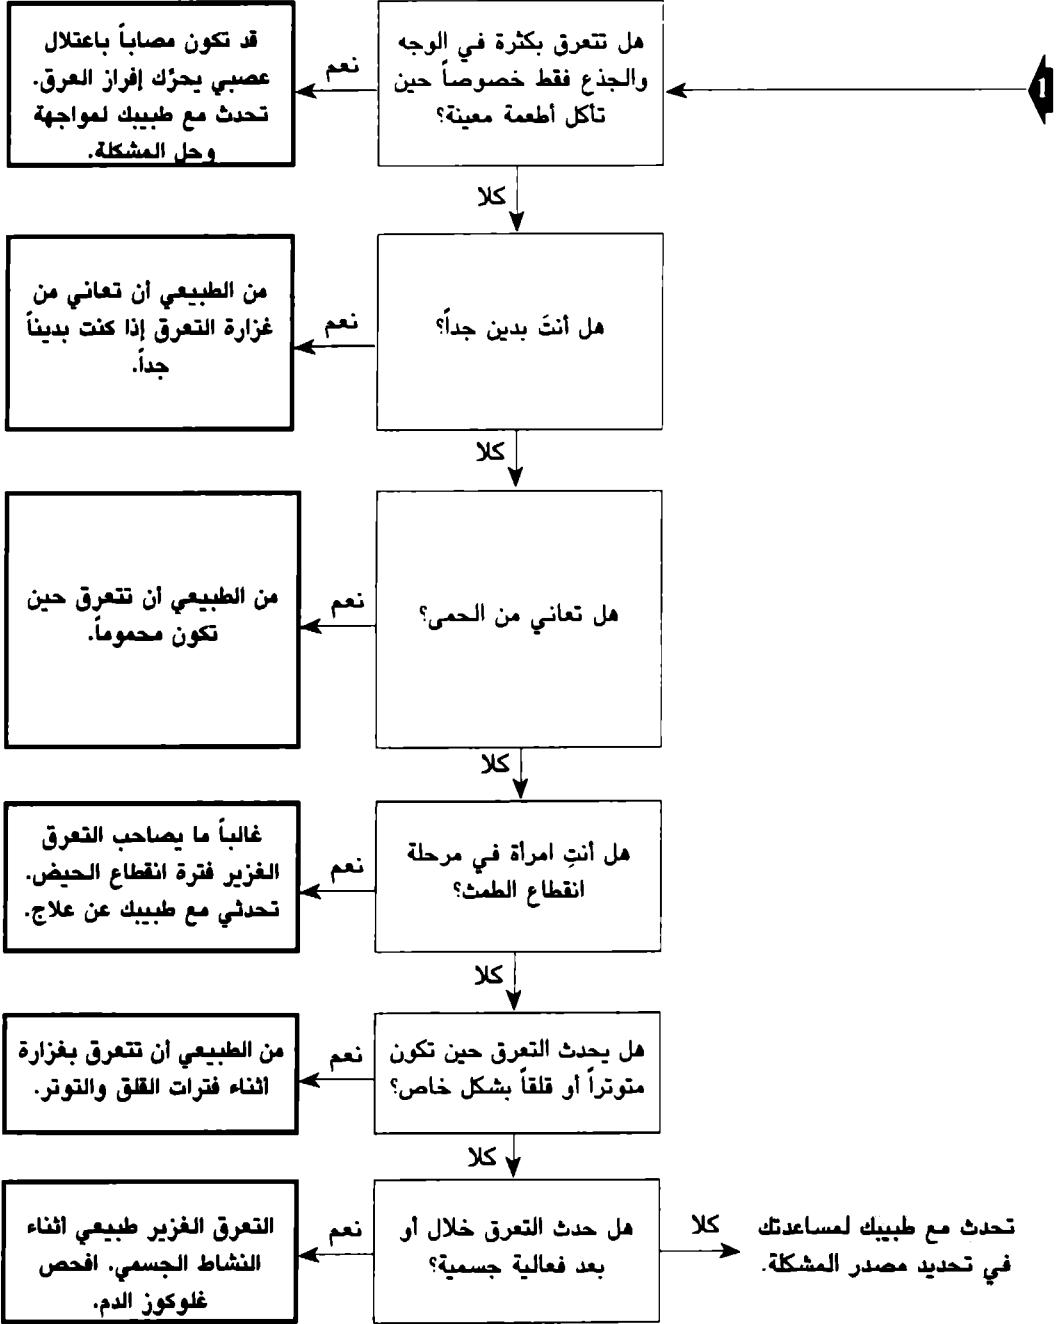 1
هل تتعرق بكثرة في الوجه
والجذع فقط خصوصاً حين
تأكل أطعمة معينة؟
نعم
قد تكون مصاباً باعتلال
عصبي يحرّك إفراز العرق.
تحدث مع طبيبك لمواجهة
وحل المشكلة.
كلا
هل أنتَ بدين جداً؟
نعم
من الطبيعي أن تعاني من
غزارة التعرق إذا كنت بديناً
جداً.
كلا
هل تعاني من الحمى؟
نعم
من الطبيعي أن تتعرق حين
تكون محموماً.
كلا
هل أنتِ امرأة في مرحلة
انقطاع الطمث؟
نعم
غالباً ما يصاحب التعرق
الغزير فترة انقطاع الحيض.
تحدثي مع طبيبك عن علاج.
كلا
هل يحدث التعرق حين تكون
متوتراً أو قلقاً بشكل خاص؟
نعم
من الطبيعي أن تتعرق بغزارة
أثناء فترات القلق والتوتر.
كلا
هل حدث التعرق خلال أو
بعد فعالية جسمية؟
نعم
التعرق الغزير طبيعي أثناء
النشاط الجسمي. افحص
غلوكوز الدم.
كلا
تحدث مع طبيبك لمساعدتك
في تحديد مصدر المشكلة.